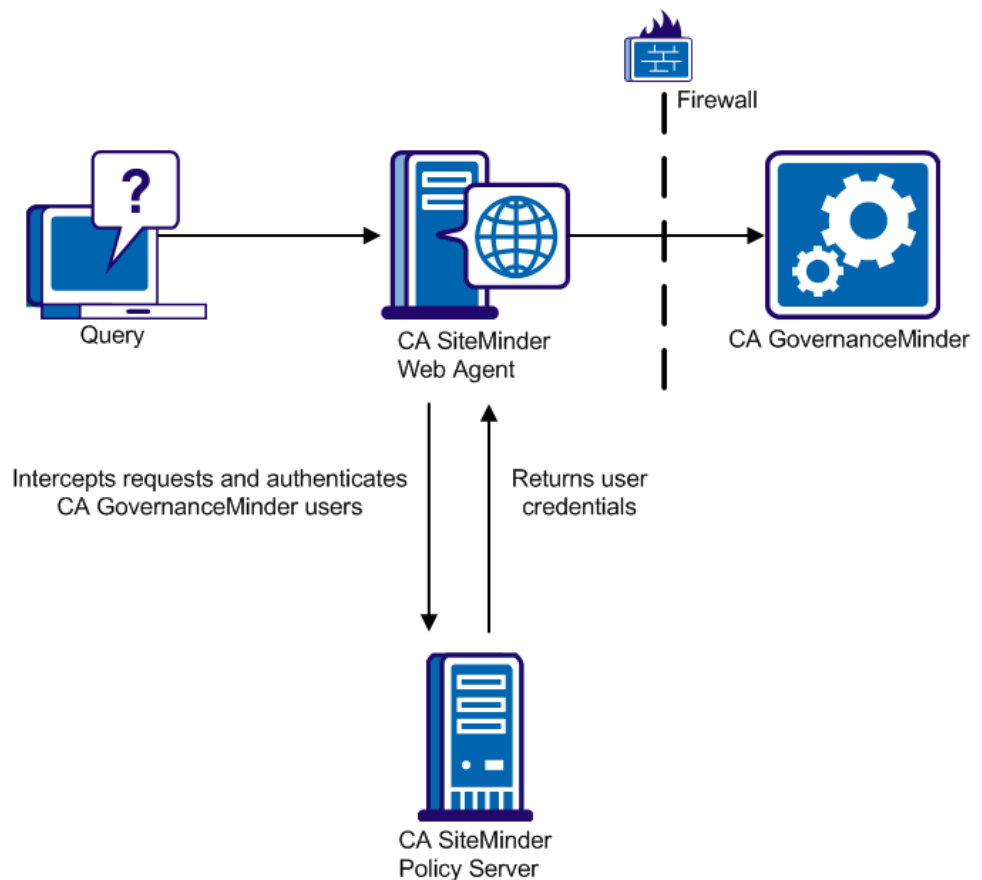 Firewall
?
Query
CA SiteMinder
Web Agent
CA GovernanceMinder
Intercepts requests and authenticates
CA GovernanceMinder users
Returns user
credentials
CA SiteMinder
Policy Server